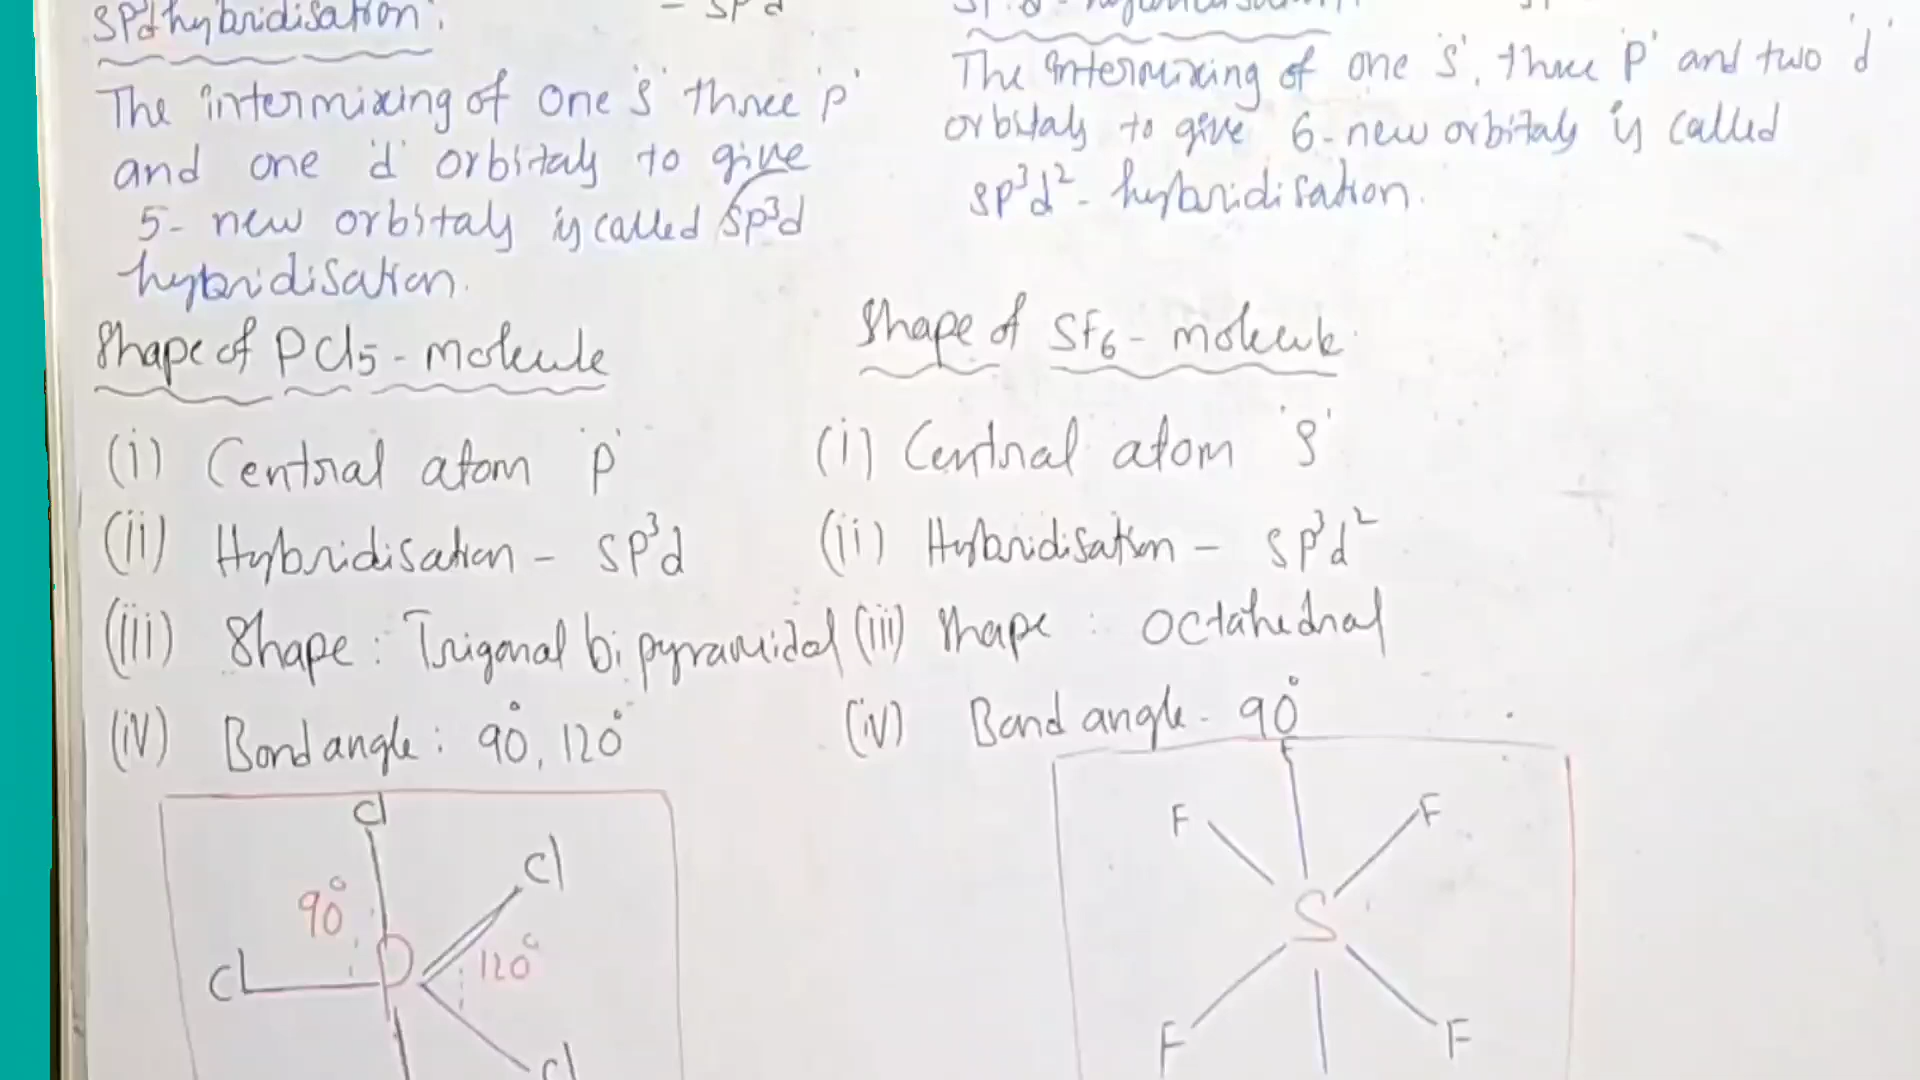 sp³d hybridisation:
The intermixing of one 's' three 'p'
and one 'd' orbitals to give
5- new orbitals is called sp³d
hybridisation.
Shape of PCl5 - molecule
(i) Central atom 'P'
(ii) Hybridisation - sp³d
(iii) Shape : Trigonal bipyramidal
(iv) Bond angle : 90°, 120°
Cl
Cl
90°
Cl
P
120°
Cl
The intermixing of one 's', three 'p' and two 'd'
orbitals to give 6-new orbitals is called
sp³d² - hybridisation.
Shape of SF6 - molecule
(i) Central atom 'S'
(ii) Hybridisation - sp³d²
(iii) Shape : Octahedral
(iv) Bond angle - 90°
F
F
F
S
F
F